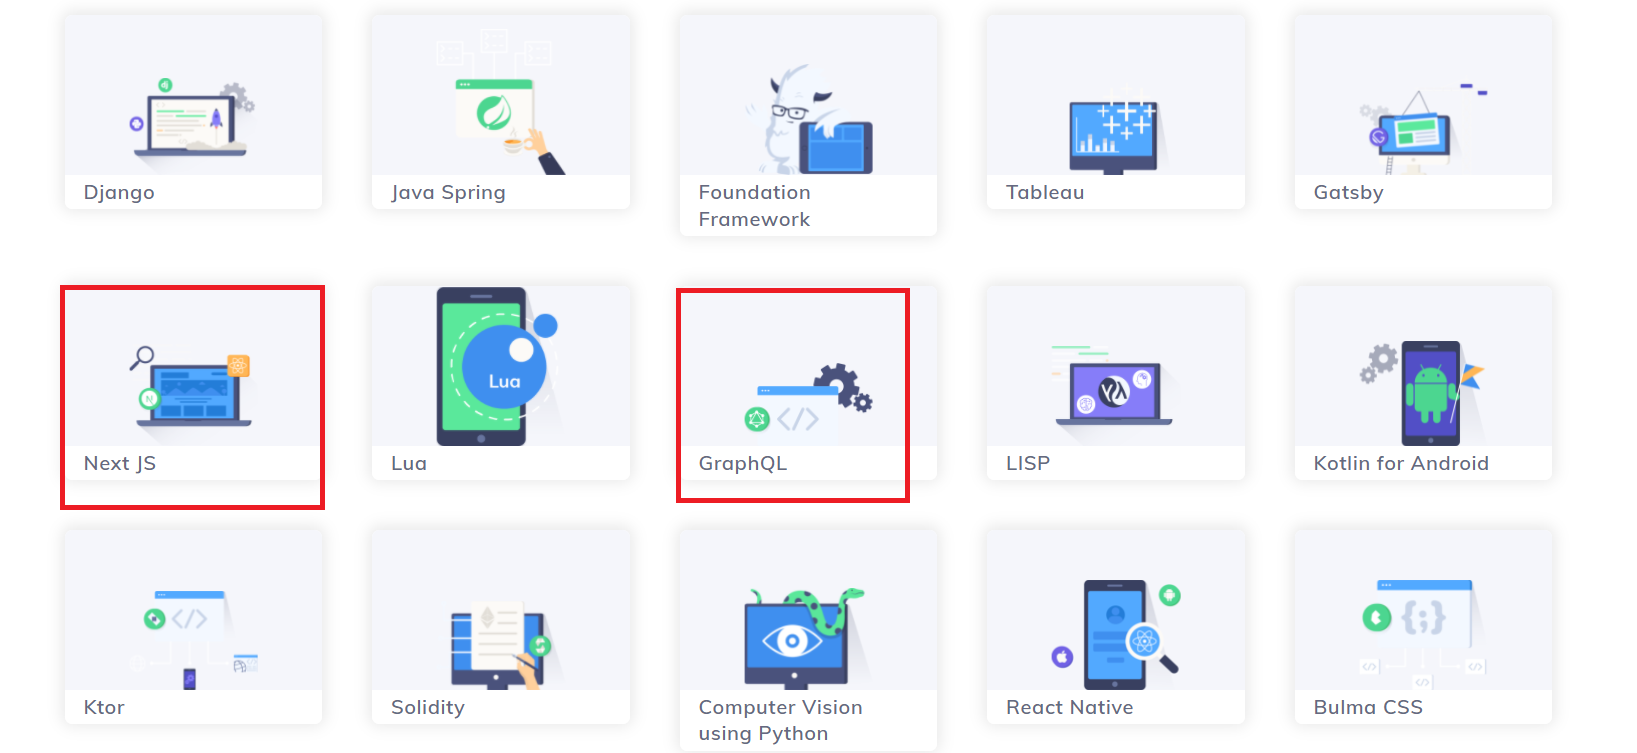 Django
Java Spring
Foundation
Framework
Tableau
Gatsby
Next JS
Lua
Lua
GraphQL
LISP
Kotlin for Android
Ktor
Solidity
Computer Vision
using Python
React Native
Bulma CSS